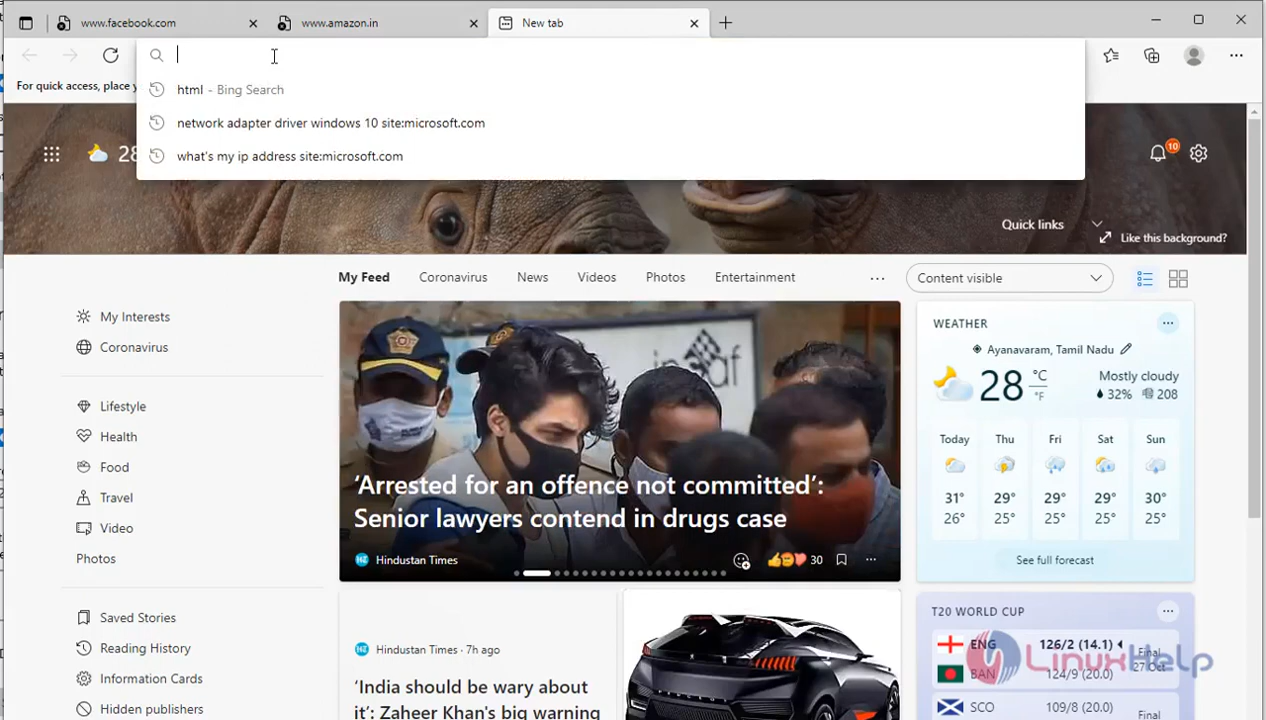 www.facebook.com
www.amazon.in
New tab
html - Bing Search
For quick access, place y
network adapter driver windows 10 site:microsoft.com
what's my ip address site:microsoft.com
28
10
Quick links
Like this background?
My Feed
Coronavirus
News
Videos
Photos
Entertainment
Content visible
My Interests
Coronavirus
Lifestyle
Health
Food
Travel
Video
Photos
Saved Stories
Reading History
Information Cards
Hidden publishers
'Arrested for an offence not committed':
Senior lawyers contend in drugs case
Hindustan Times
30
WEATHER
Ayanavaram, Tamil Nadu
28 °C
°F
Mostly cloudy
32% 208
Today Thu Fri Sat Sun
31° 29° 29° 29° 30°
26° 25° 25° 25° 25°
See full forecast
Hindustan Times · 7h ago
'India should be wary about
it': Zaheer Khan's big warning
T20 WORLD CUP
ENG 126/2 (14.1)
BAN 124/9 (20.0)
Final
27 Oct
SCO 109/8 (20.0)
Final
LinuxHelp